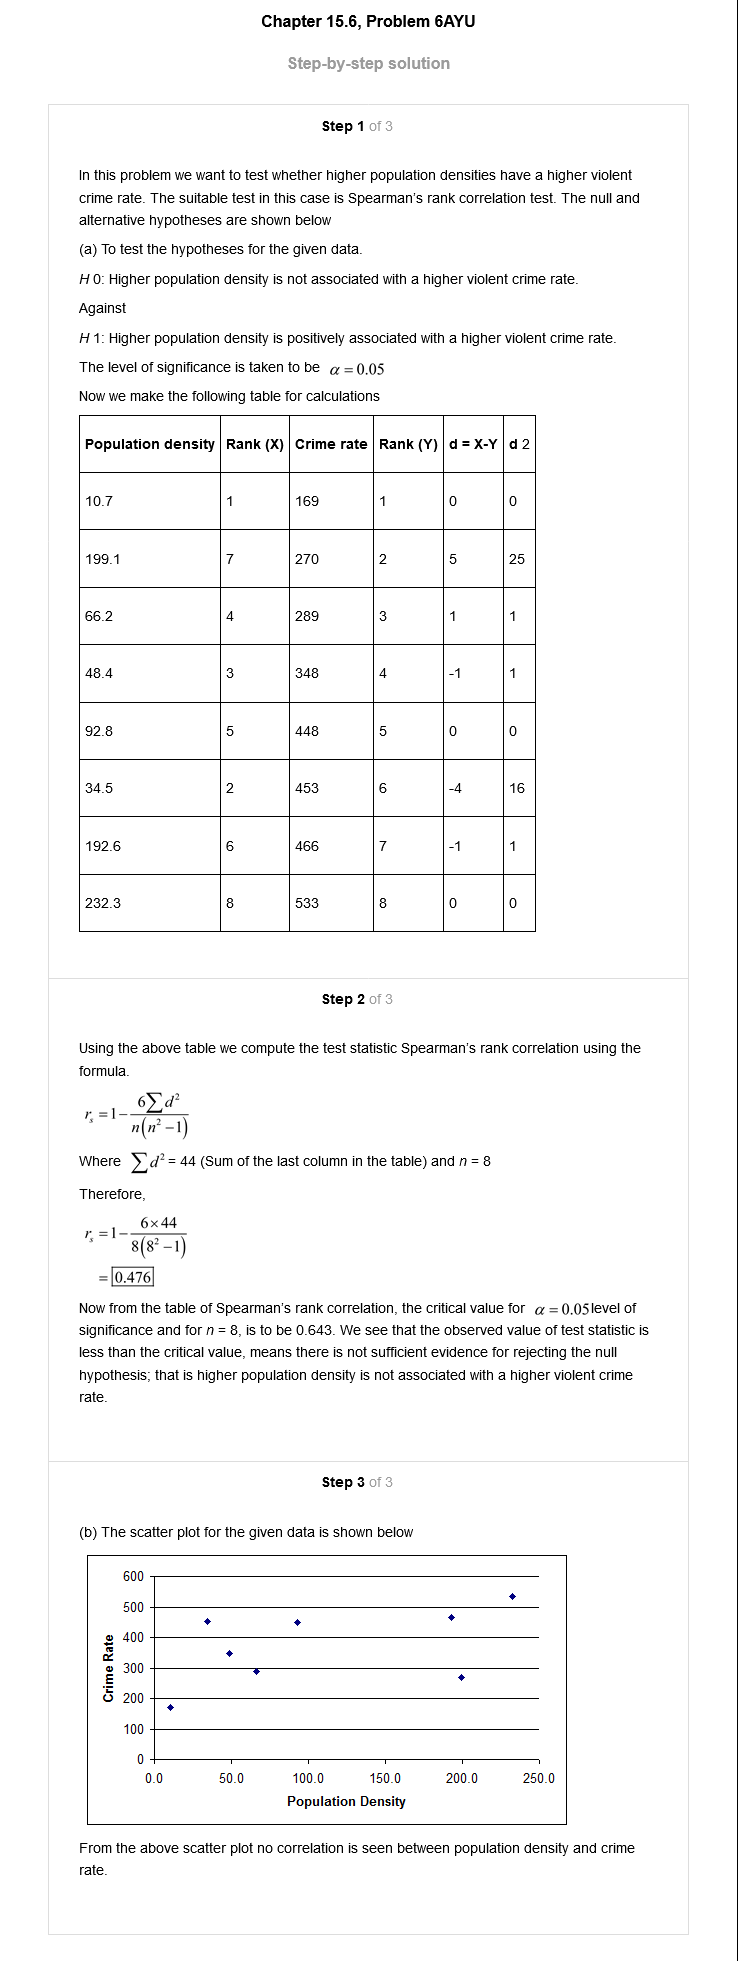 Chapter 15.6, Problem 6AYU
Step-by-step solution
Step 1 of 3
In this problem we want to test whether higher population densities have a higher violent
crime rate. The suitable test in this case is Spearman's rank correlation test. The null and
alternative hypotheses are shown below
(a) To test the hypotheses for the given data.
H 0: Higher population density is not associated with a higher violent crime rate.
Against
H 1: Higher population density is positively associated with a higher violent crime rate.
The level of significance is taken to be α = 0.05
Now we make the following table for calculations
Population density Rank (X) Crime rate Rank (Y) d = X-Y d 2
10.7 1 169 1 0 0
199.1 7 270 2 5 25
66.2 4 289 3 1 1
48.4 3 348 4 -1 1
92.8 5 448 5 0 0
34.5 2 453 6 -4 16
192.6 6 466 7 -1 1
232.3 8 533 8 0 0
Step 2 of 3
Using the above table we compute the test statistic Spearman's rank correlation using the
formula.
rₛ = 1 − 6∑d² / n(n² − 1)
Where ∑d² = 44 (Sum of the last column in the table) and n = 8
Therefore,
rₛ = 1 − 6×44 / 8(8² − 1)
= 0.476
Now from the table of Spearman's rank correlation, the critical value for α = 0.05 level of
significance and for n = 8, is to be 0.643. We see that the observed value of test statistic is
less than the critical value, means there is not sufficient evidence for rejecting the null
hypothesis; that is higher population density is not associated with a higher violent crime
rate.
Step 3 of 3
(b) The scatter plot for the given data is shown below
600
500
400
300
200
100
0
Crime Rate
0.0 50.0 100.0 150.0 200.0 250.0
Population Density
From the above scatter plot no correlation is seen between population density and crime
rate.